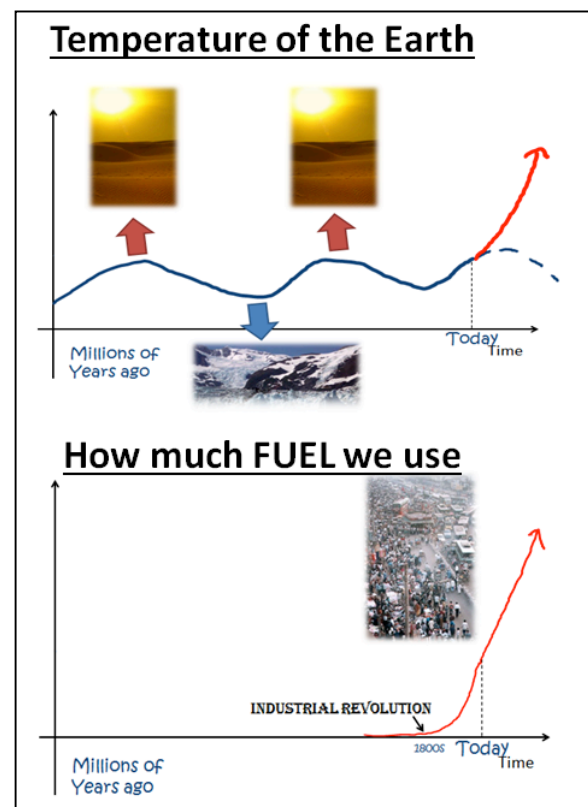 Temperature of the Earth
Today
Time
Millions of
Years ago
How much FUEL we use
INDUSTRIAL REVOLUTION
1800s
Today
Time
Millions of
Years ago